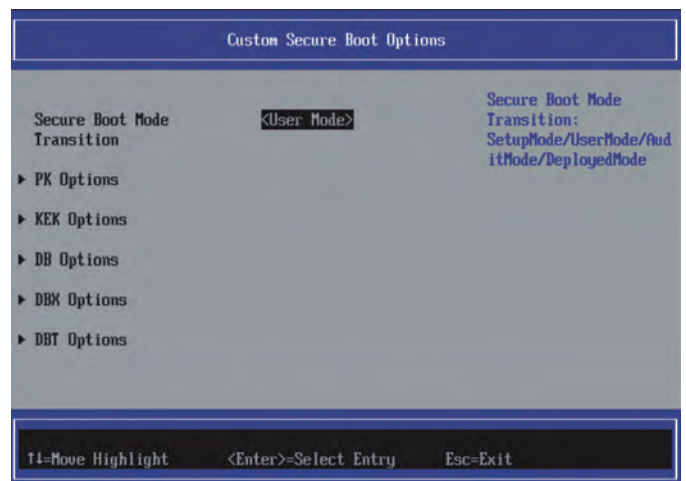 Custom Secure Boot Options
Secure Boot Mode <User Mode>
Transition
▶ PK Options
▶ KEK Options
▶ DB Options
▶ DBX Options
▶ DBT Options
Secure Boot Mode
Transition:
SetupMode/UserMode/Aud
itMode/DeployedMode
↑↓=Move Highlight <Enter>=Select Entry Esc=Exit